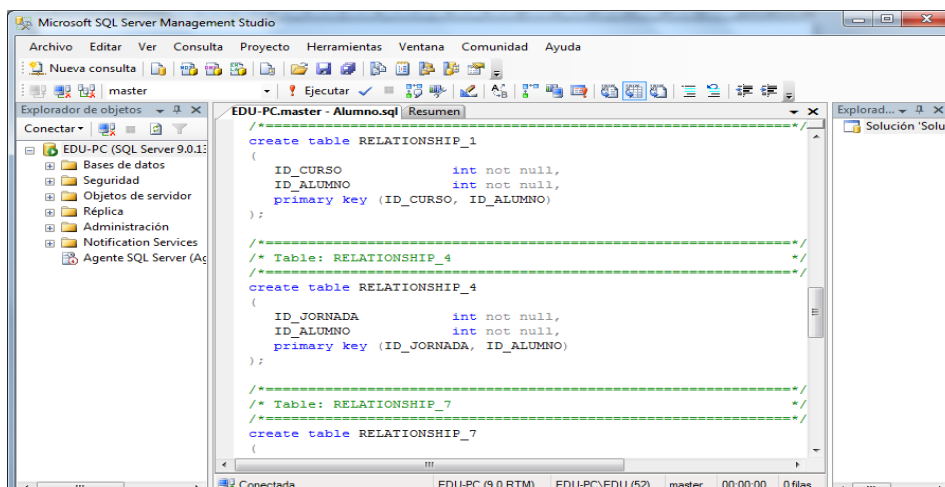 Microsoft SQL Server Management Studio
Archivo Editar Ver Consulta Proyecto Herramientas Ventana Comunidad Ayuda
Nueva consulta
master Ejecutar
Explorador de objetos
Conectar
EDU-PC (SQL Server 9.0.13
Bases de datos
Seguridad
Objetos de servidor
Réplica
Administración
Notification Services
Agente SQL Server (Ag
EDU-PC.master - Alumno.sql Resumen
/*==============================================================*/
create table RELATIONSHIP_1
(
ID_CURSO int not null,
ID_ALUMNO int not null,
primary key (ID_CURSO, ID_ALUMNO)
);
/*==============================================================*/
/* Table: RELATIONSHIP_4 */
/*==============================================================*/
create table RELATIONSHIP_4
(
ID_JORNADA int not null,
ID_ALUMNO int not null,
primary key (ID_JORNADA, ID_ALUMNO)
);
/*==============================================================*/
/* Table: RELATIONSHIP_7 */
/*==============================================================*/
create table RELATIONSHIP_7
(
Explorad...
Solución 'Solu
Conectada. EDU-PC (9.0 RTM) EDU-PC\EDU (52) master 00:00:00 0 filas